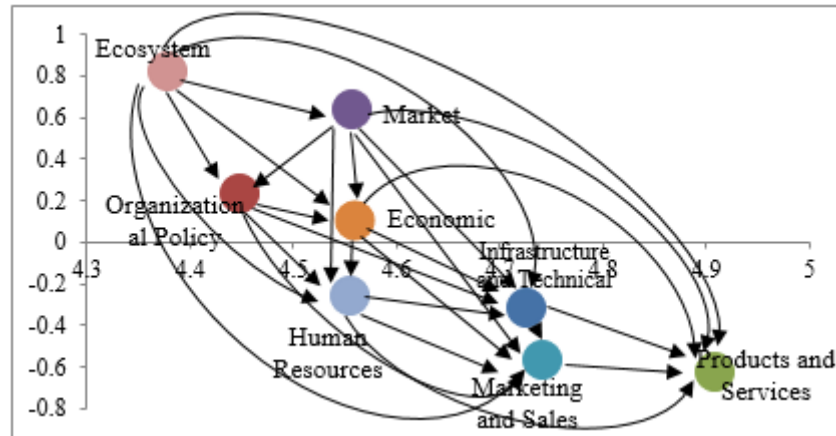 1
Ecosystem
0.8
0.6
Market
0.4
0.2
Organization
al Policy
Economic
0
4.3
4.4
4.5
4.6
4.8
4.9
5
Infrastructure
and Technical
-0.2
Human
Resources
-0.4
-0.6
Marketing
and Sales
Products and
Services
-0.8